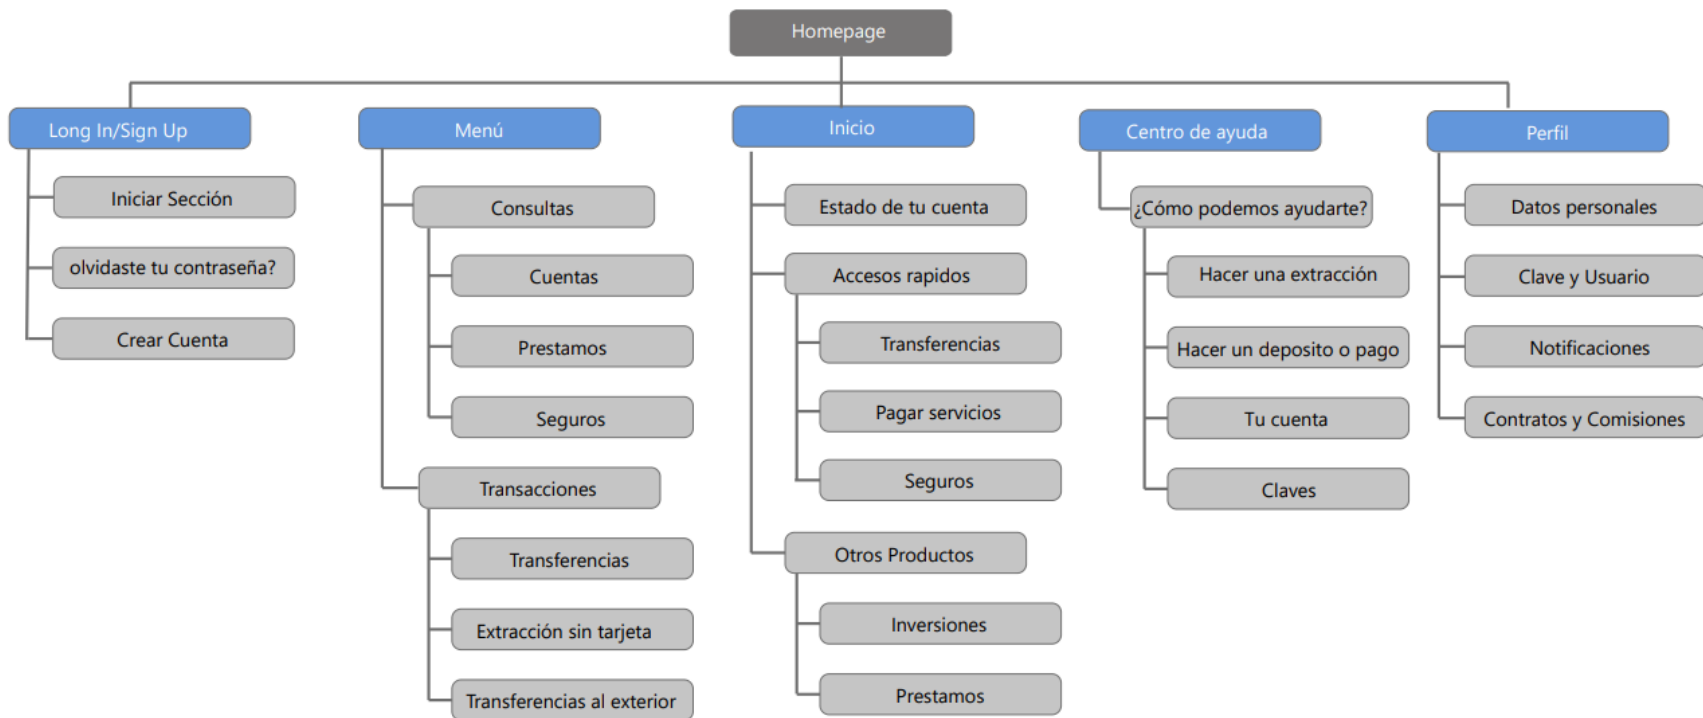 Homepage
Long In/Sign Up
Iniciar Sección
olvidaste tu contraseña?
Crear Cuenta
Menú
Consultas
Cuentas
Prestamos
Seguros
Transacciones
Transferencias
Extracción sin tarjeta
Transferencias al exterior
Inicio
Estado de tu cuenta
Accesos rapidos
Transferencias
Pagar servicios
Seguros
Otros Productos
Inversiones
Prestamos
Centro de ayuda
¿Cómo podemos ayudarte?
Hacer una extracción
Hacer un deposito o pago
Tu cuenta
Claves
Perfil
Datos personales
Clave y Usuario
Notificaciones
Contratos y Comisiones